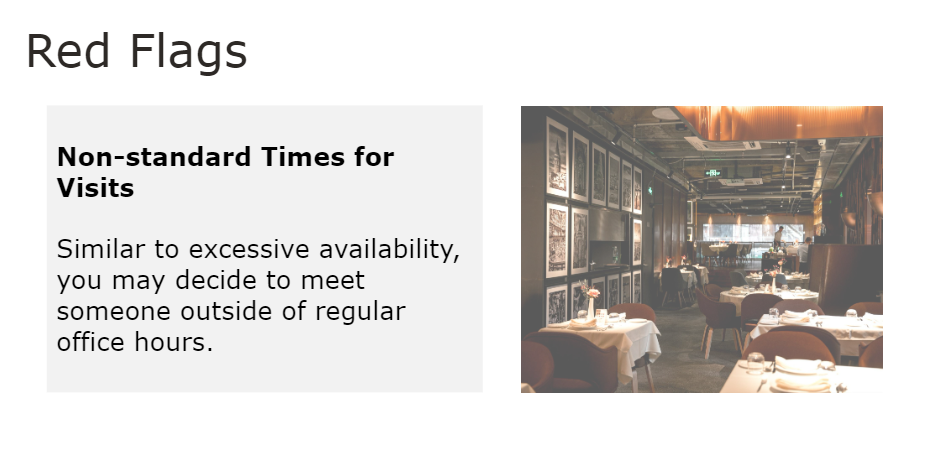 Red Flags
Non-standard Times for
Visits
Similar to excessive availability,
you may decide to meet
someone outside of regular
office hours.